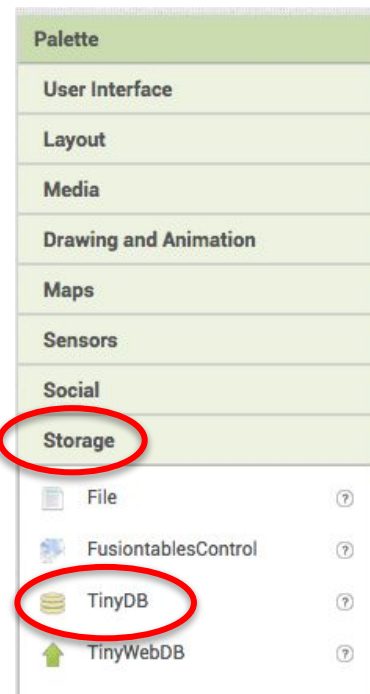 Palette
User Interface
Layout
Media
Drawing and Animation
Maps
Sensors
Social
Storage
File ?
FusiontablesControl ?
TinyDB ?
TinyWebDB ?